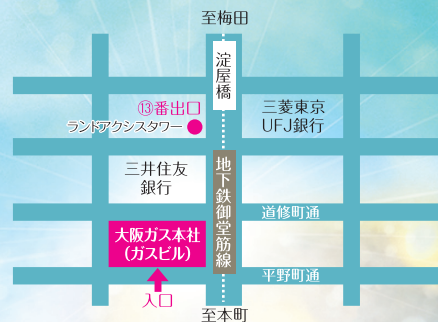 至梅田
淀屋橋
⑬番出口
ランドアクシスタワー
三菱東京
UFJ銀行
三井住友
銀行
地下鉄御堂筋線
道修町通
大阪ガス本社
(ガスビル)
平野町通
入口
至本町